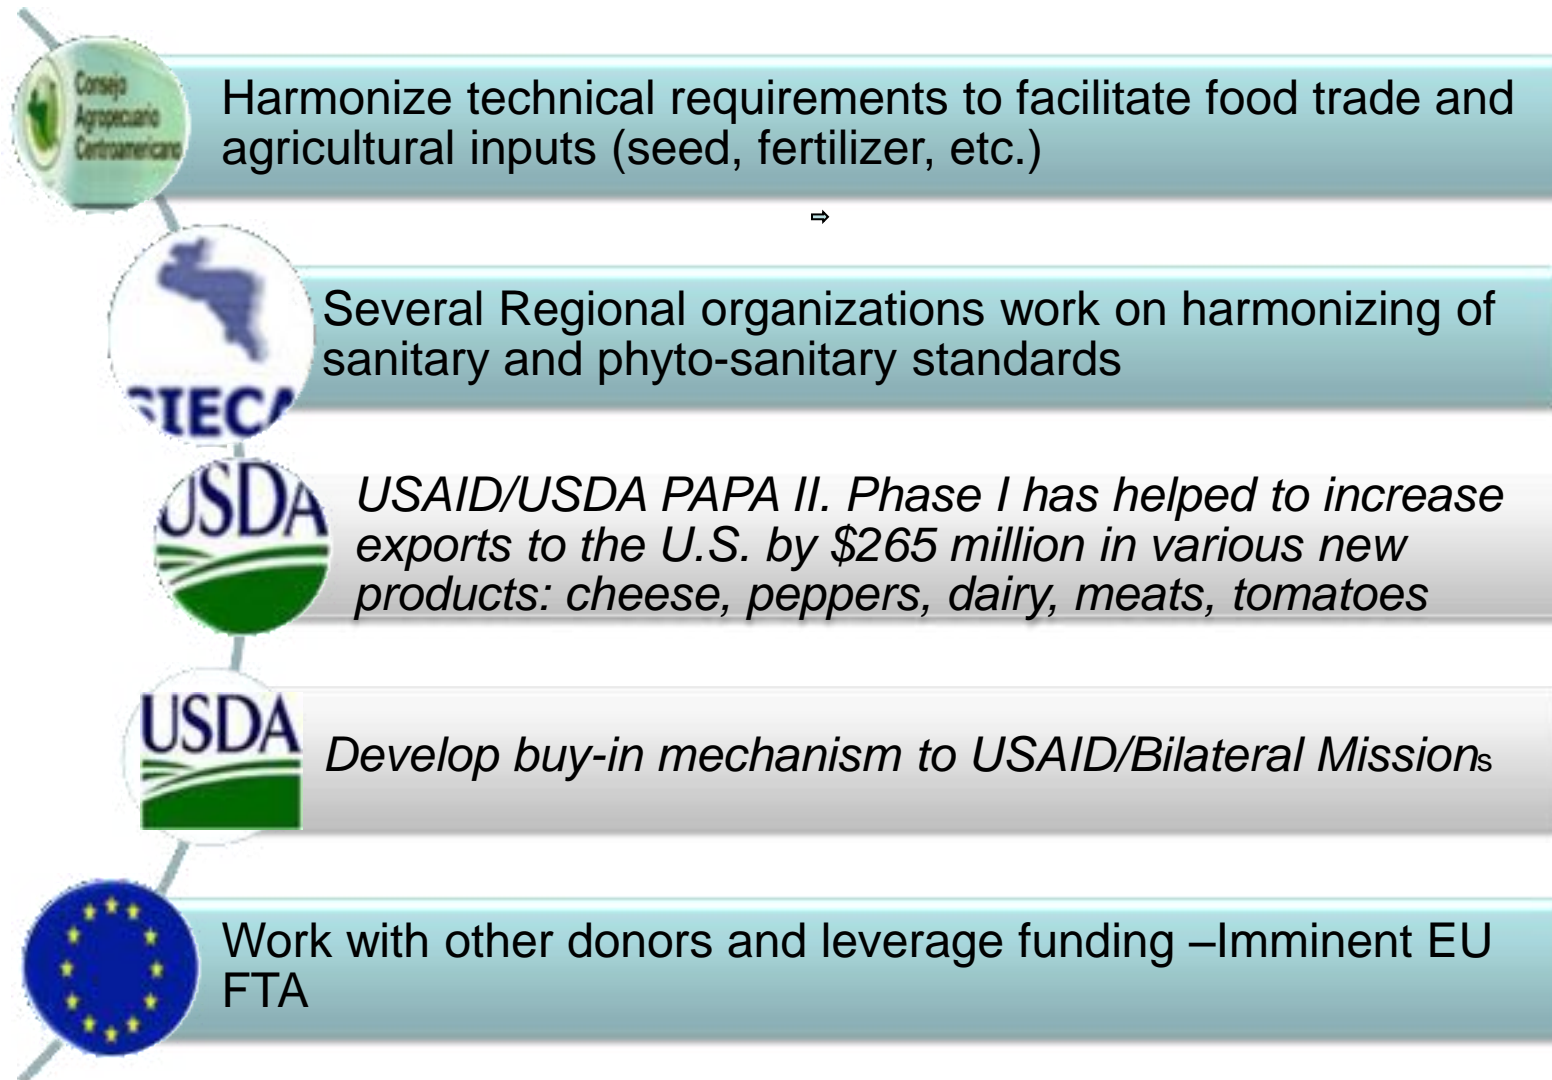 Consejo
Agropecuario
Centroamericano
Harmonize technical requirements to facilitate food trade and
agricultural inputs (seed, fertilizer, etc.)
⇨
Several Regional organizations work on harmonizing of
sanitary and phyto-sanitary standards
SIECA
USDA
USAID/USDA PAPA II. Phase I has helped to increase
exports to the U.S. by $265 million in various new
products: cheese, peppers, dairy, meats, tomatoes
USDA
Develop buy-in mechanism to USAID/Bilateral Missions
Work with other donors and leverage funding –Imminent EU
FTA